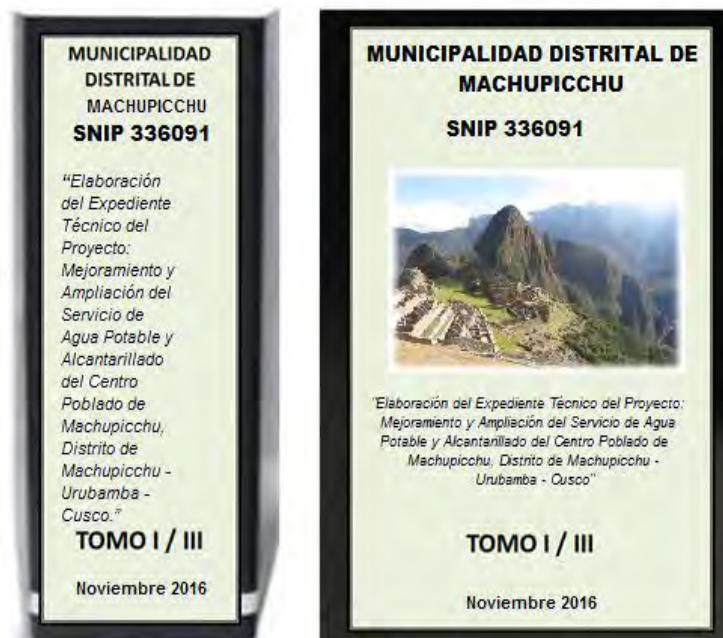 MUNICIPALIDAD
DISTRITAL DE
MACHUPICCHU
SNIP 336091
“Elaboración
del Expediente
Técnico del
Proyecto:
Mejoramiento y
Ampliación del
Servicio de
Agua Potable y
Alcantarillado
del Centro
Poblado de
Machupicchu,
Distrito de
Machupicchu -
Urubamba -
Cusco.”
TOMO I / III
Noviembre 2016
MUNICIPALIDAD DISTRITAL DE
MACHUPICCHU
SNIP 336091
"Elaboración del Expediente Técnico del Proyecto:
Mejoramiento y Ampliación del Servicio de Agua
Potable y Alcantarillado del Centro Poblado de
Machupicchu, Distrito de Machupicchu -
Urubamba - Cusco"
TOMO I / III
Noviembre 2016